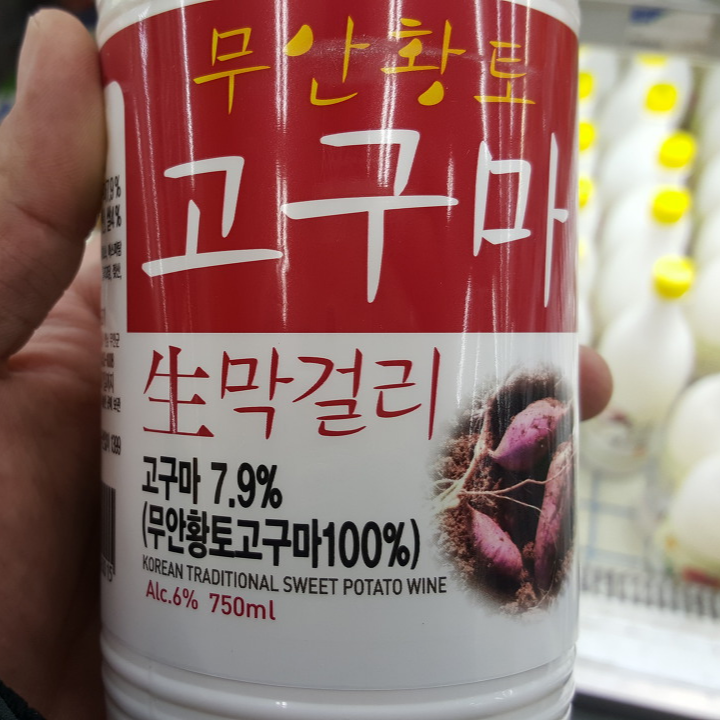 무안황토
고구마
生막걸리
고구마 7.9%
(무안황토고구마100%)
KOREAN TRADITIONAL SWEET POTATO WINE
Alc.6% 750ml